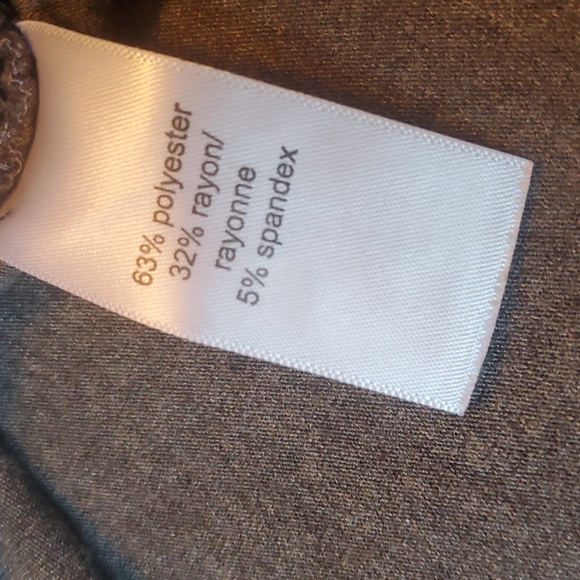 63% polyester
32% rayon/
rayonne
5% spandex